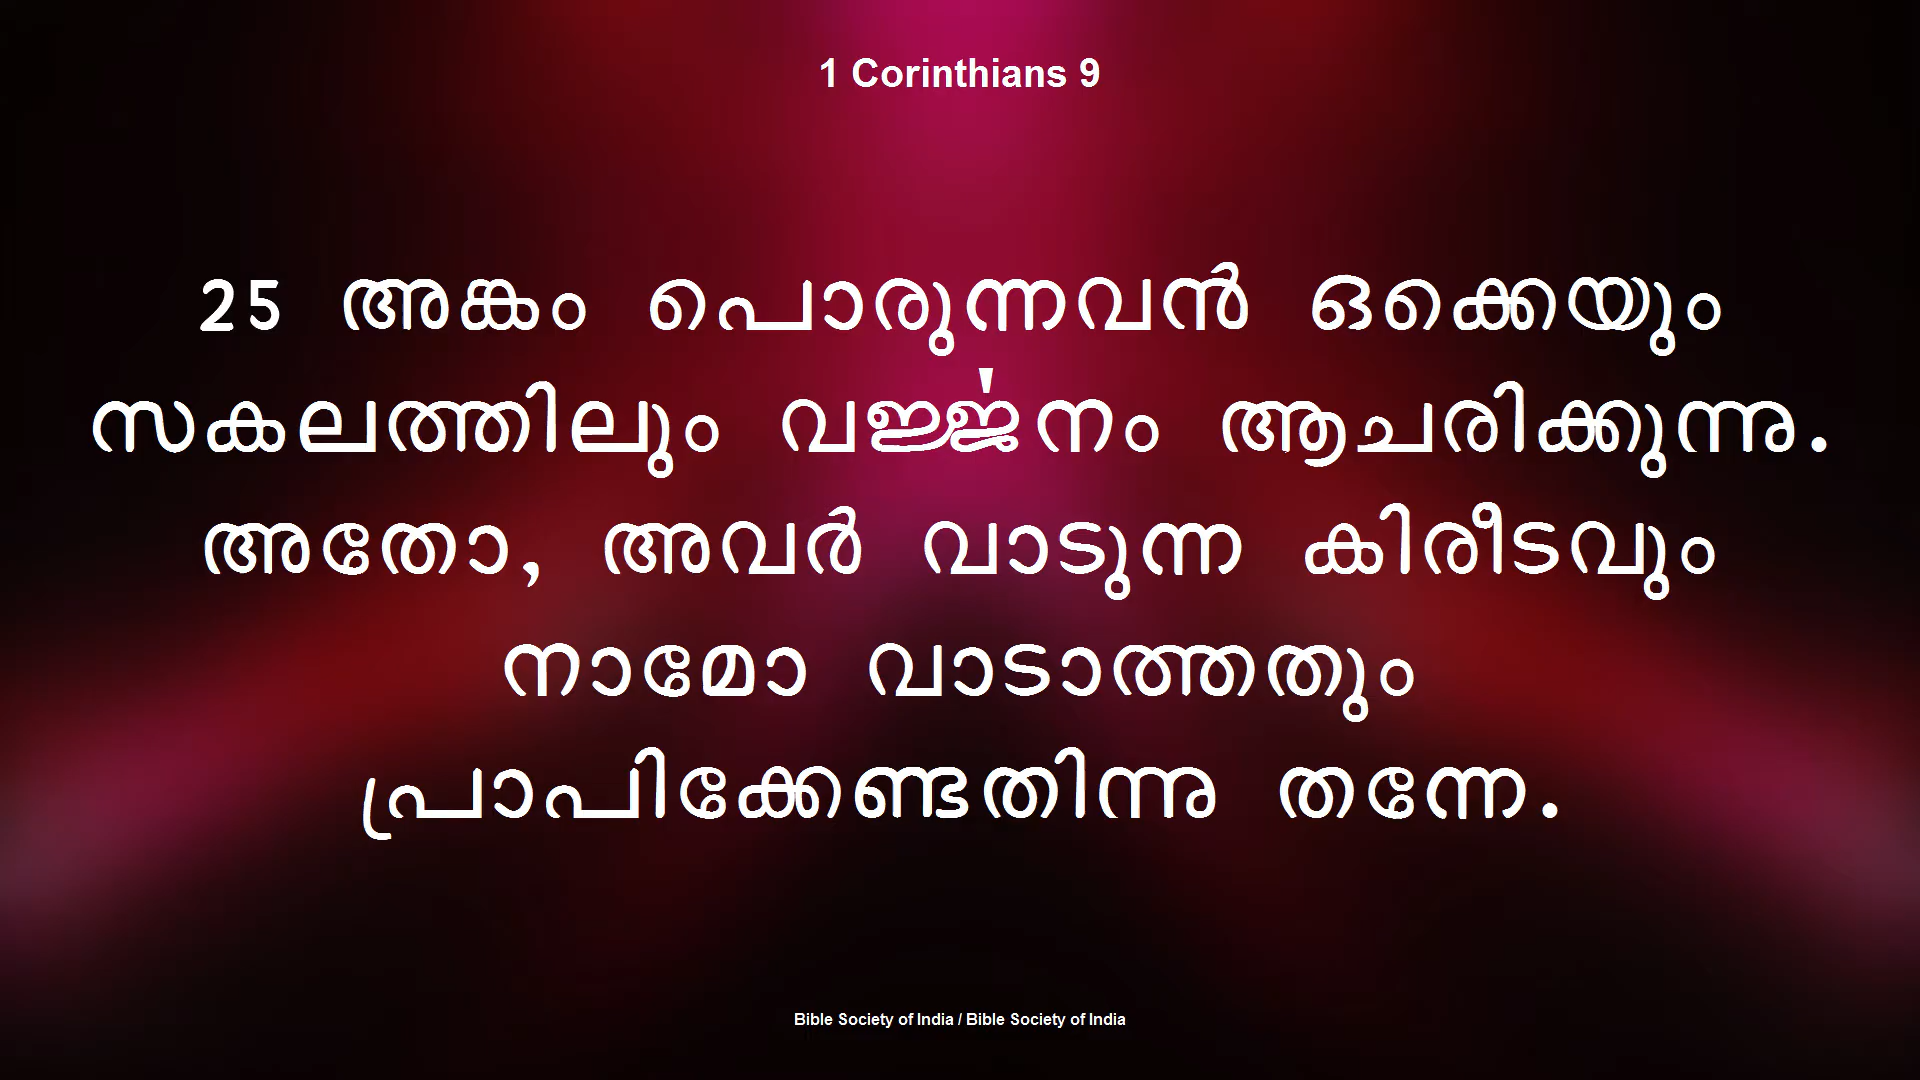 1 Corinthians 9
25 അങ്കം പൊരുന്നവൻ ഒക്കെയും
സകലത്തിലും വർജ്ജനം ആചരിക്കുന്നു.
അതോ, അവർ വാടുന്ന കിരീടവും
നാമോ വാടാത്തതും
പ്രാപിക്കേണ്ടതിന്നു തന്നേ.
Bible Society of India / Bible Society of India